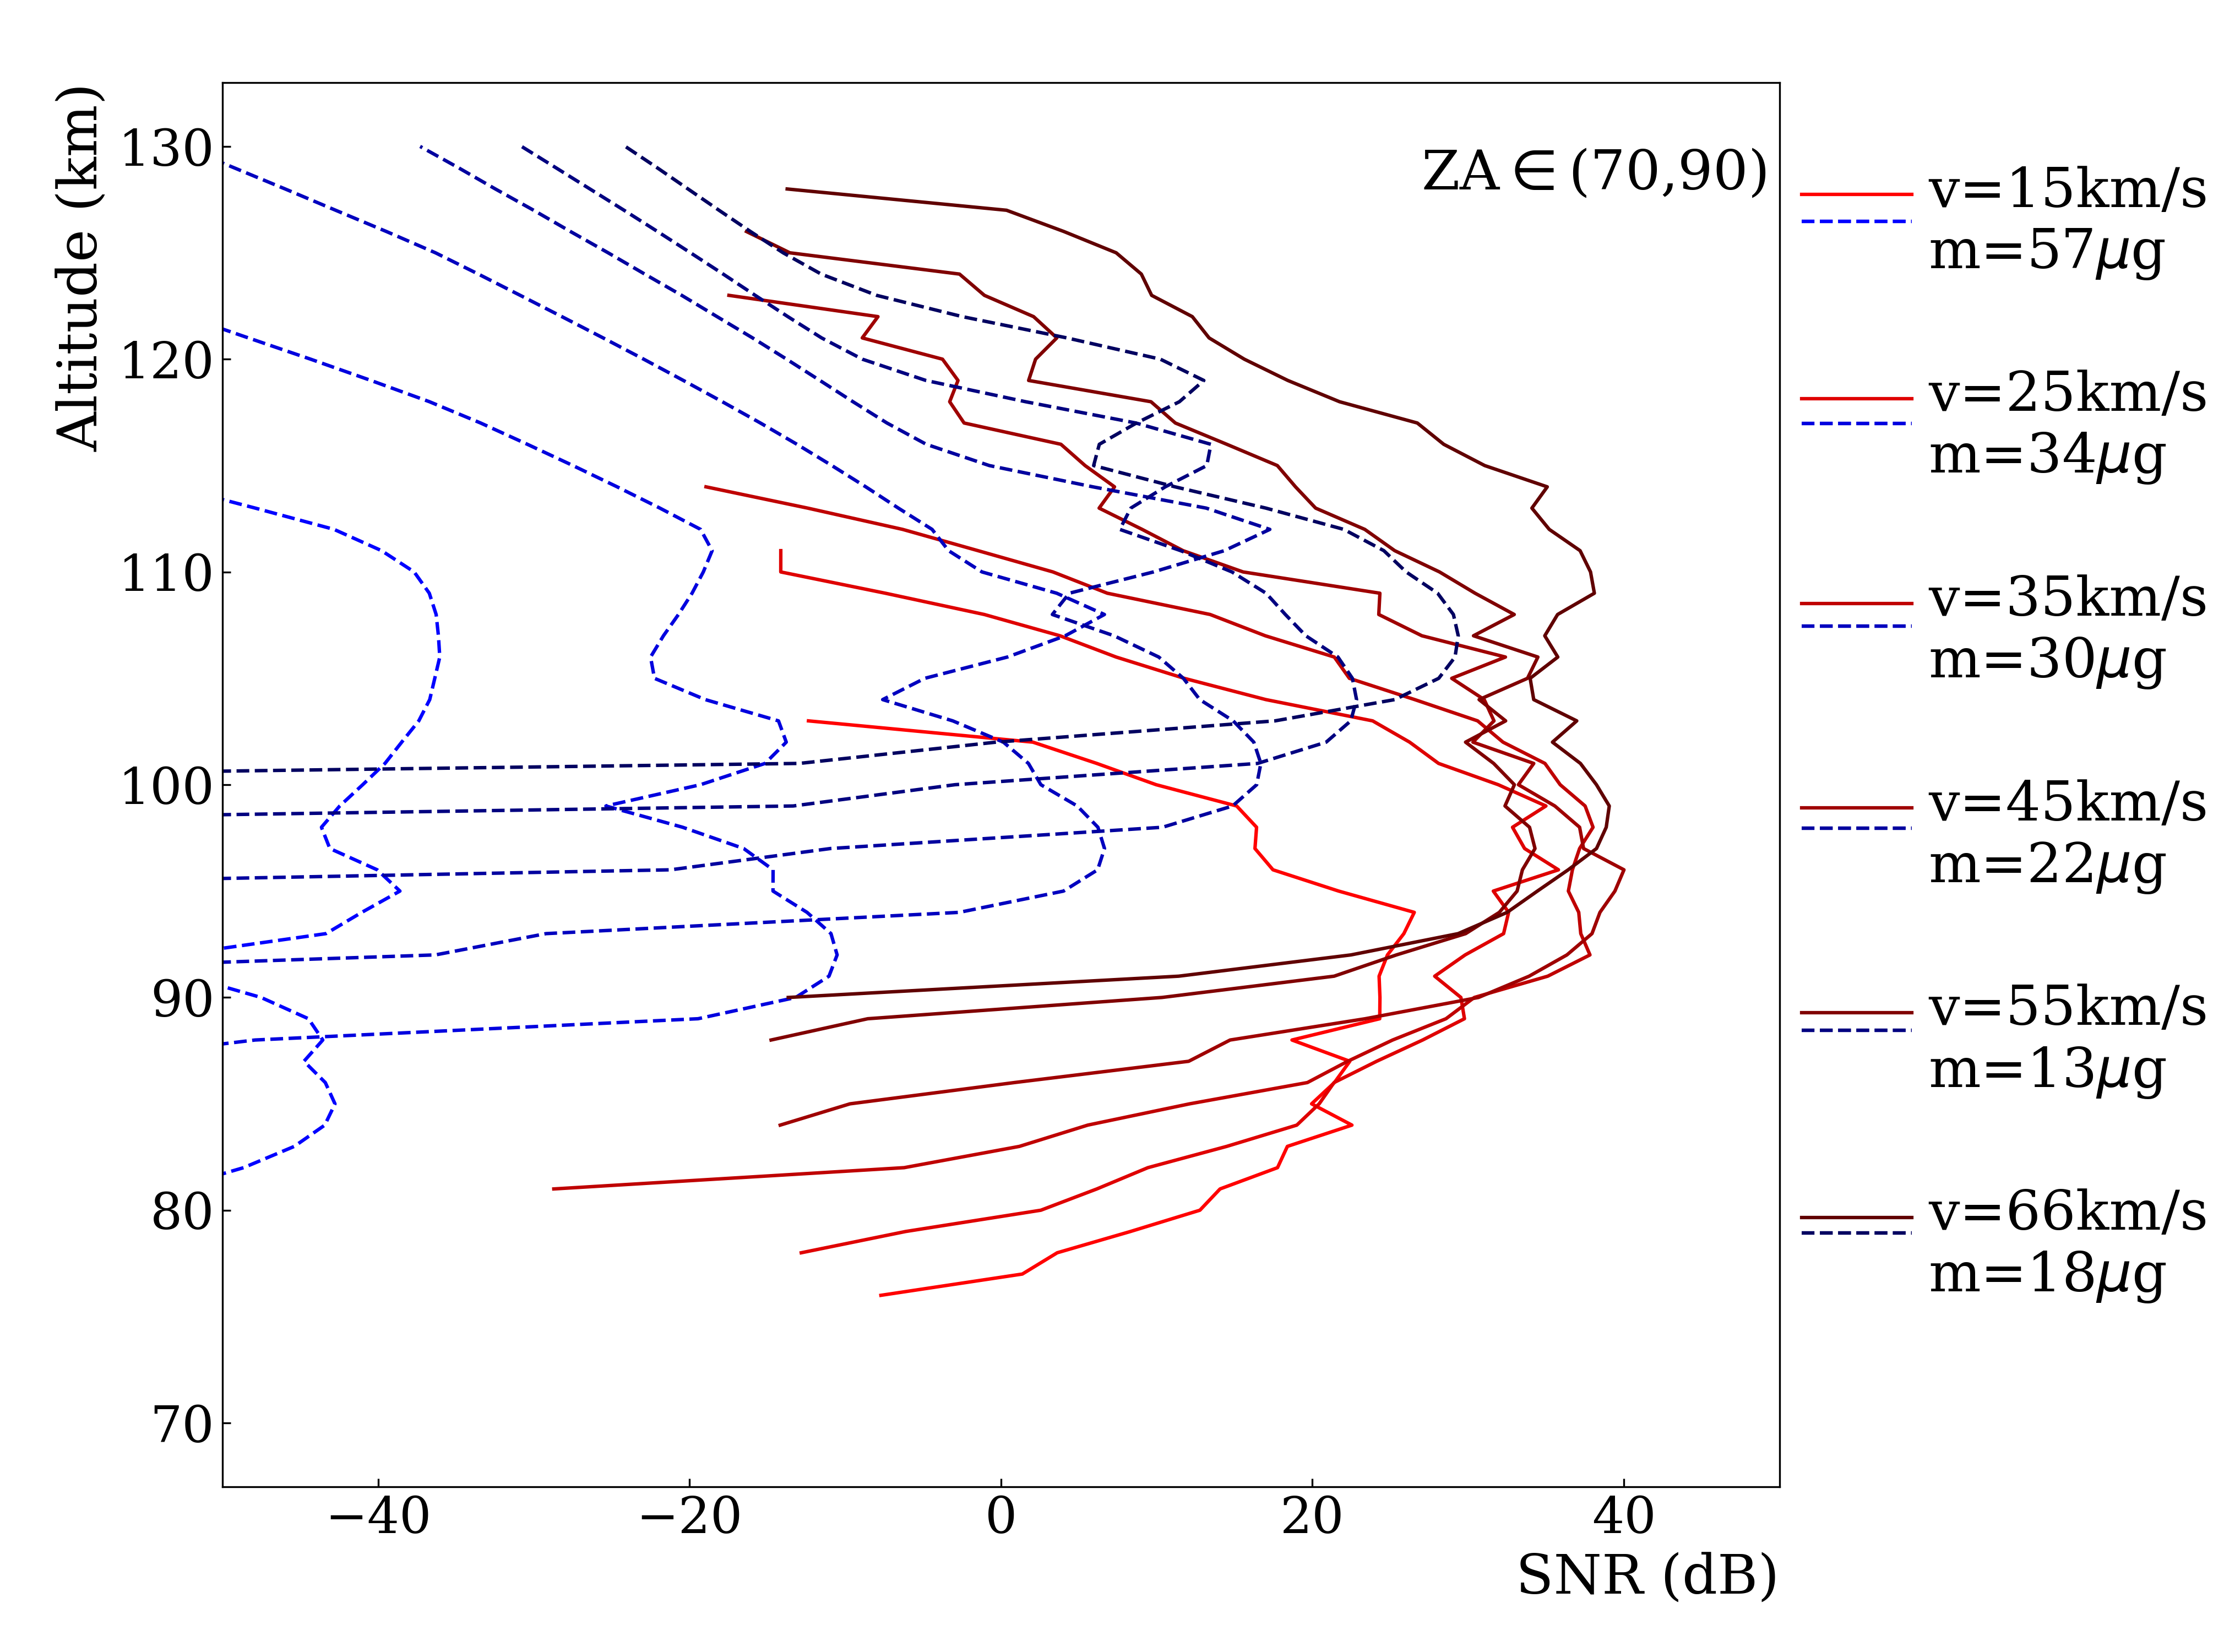 Altitude (km)
130
120
110
100
90
80
70
−40
−20
0
20
40
SNR (dB)
ZA ∈ (70,90)
v=15km/s
m=57μg
v=25km/s
m=34μg
v=35km/s
m=30μg
v=45km/s
m=22μg
v=55km/s
m=13μg
v=66km/s
m=18μg